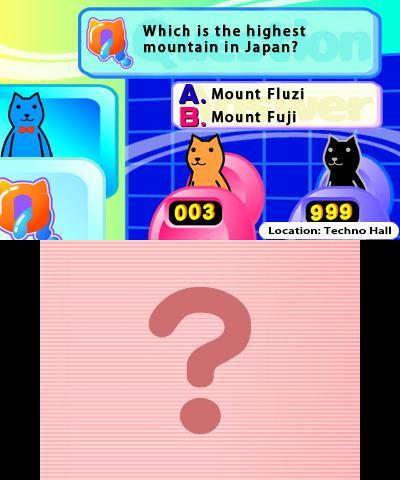 Question
Which is the highest
mountain in Japan?
Answer
A. Mount Fluzi
B. Mount Fuji
003
999
Location: Techno Hall
?